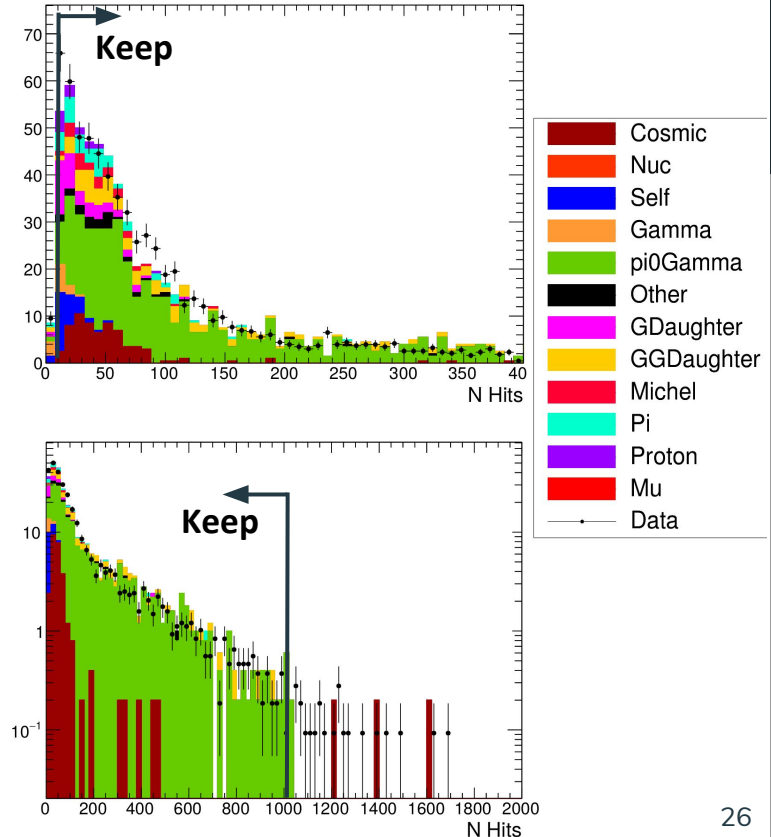 Keep
70
60
50
40
30
20
10
0
0 50 100 150 200 250 300 350 400
N Hits
Cosmic
Nuc
Self
Gamma
pi0Gamma
Other
GDaughter
GGDaughter
Michel
Pi
Proton
Mu
Data
Keep
10
1
10⁻¹
0 200 400 600 800 1000 1200 1400 1600 1800 2000
N Hits
26